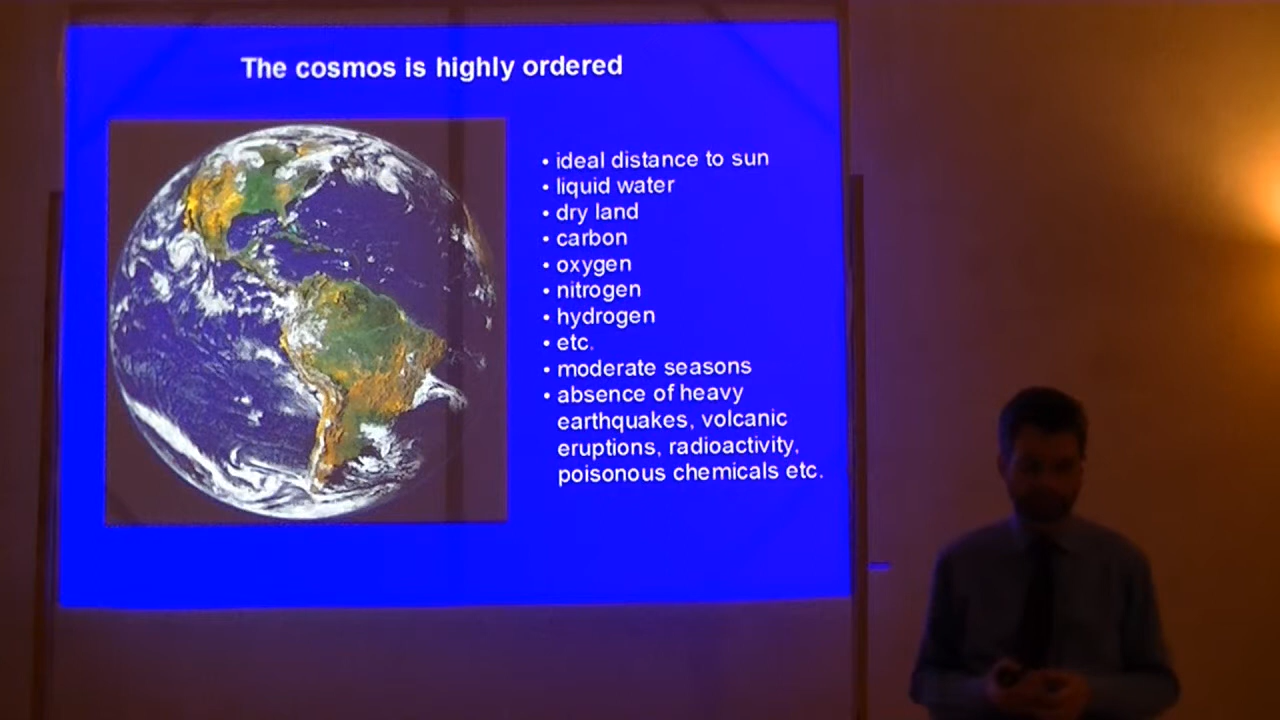 The cosmos is highly ordered
• ideal distance to sun
• liquid water
• dry land
• carbon
• oxygen
• nitrogen
• hydrogen
• etc.
• moderate seasons
• absence of heavy
earthquakes, volcanic
eruptions, radioactivity,
poisonous chemicals etc.